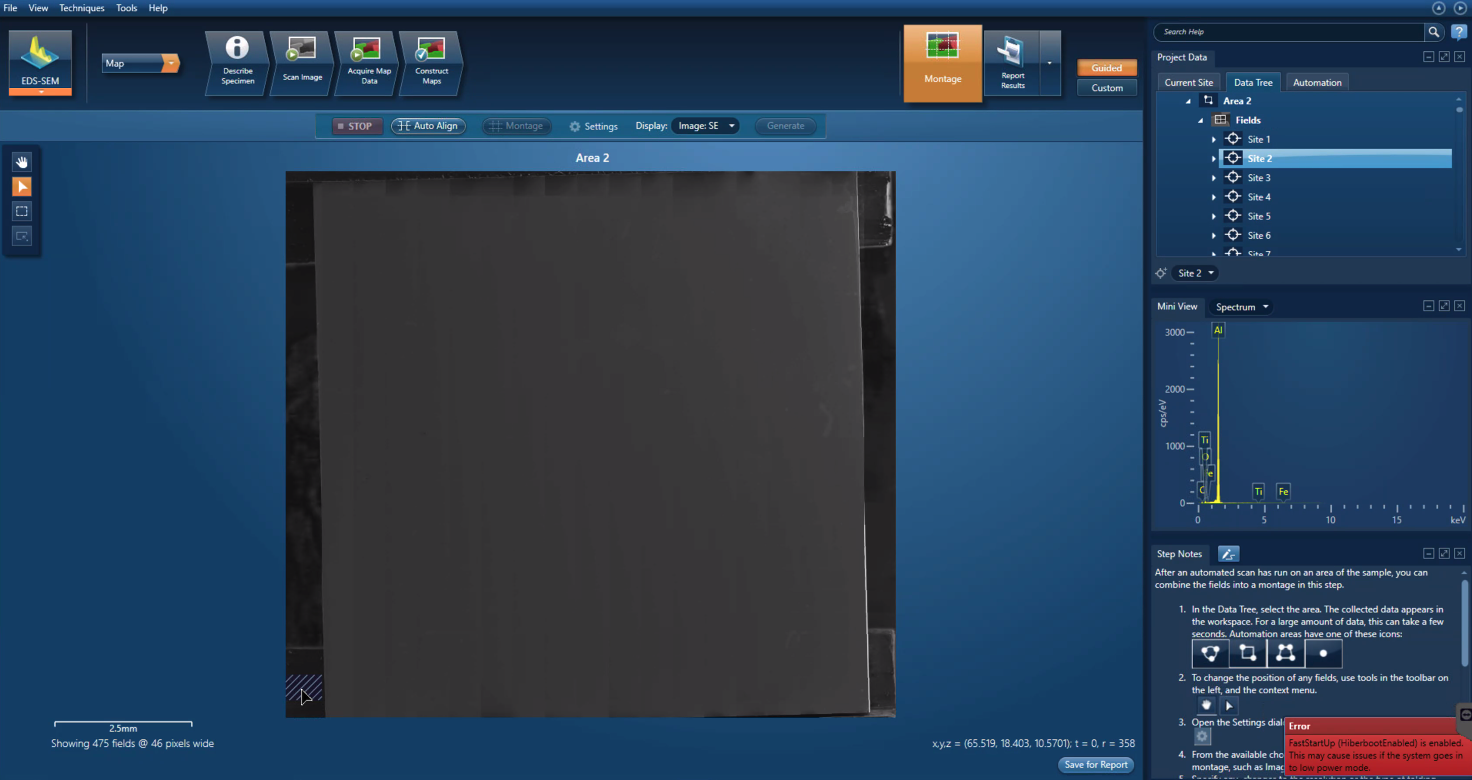 File View Techniques Tools Help
EDS-SEM
Map
Describe
Specimen
Scan Image
Acquire Map
Data
Construct
Maps
Montage
Report
Results
Guided
Custom
Search Help
?
Project Data
Current Site Data Tree Automation
Area 2
Fields
Site 1
Site 2
Site 3
Site 4
Site 5
Site 6
Site 7
Site 2
STOP Auto Align Montage Settings Display: Image: SE Generate
Area 2
Mini View Spectrum
3000
2000
1000
0
cps/eV
Al
Ti
O
Ti
Fe
0 5 10 15 keV
Step Notes
After an automated scan has run on an area of the sample, you can
combine the fields into a montage in this step.
1. In the Data Tree, select the area. The collected data appears in
the workspace. For a large amount of data, this can take a few
seconds. Automation areas have one of these icons:
2. To change the position of any fields, use tools in the toolbar on
the left, and the context menu.
3. Open the Settings
4. From the available
montage, such as
Error
FastStartUp (HiberbootEnabled) is enabled.
This may cause issues if the system goes in
to low power mode.
2.5mm
Showing 475 fields @ 46 pixels wide
x,y,z = (65.519, 18.403, 10.5701); t = 0, r = 358
Save for Report